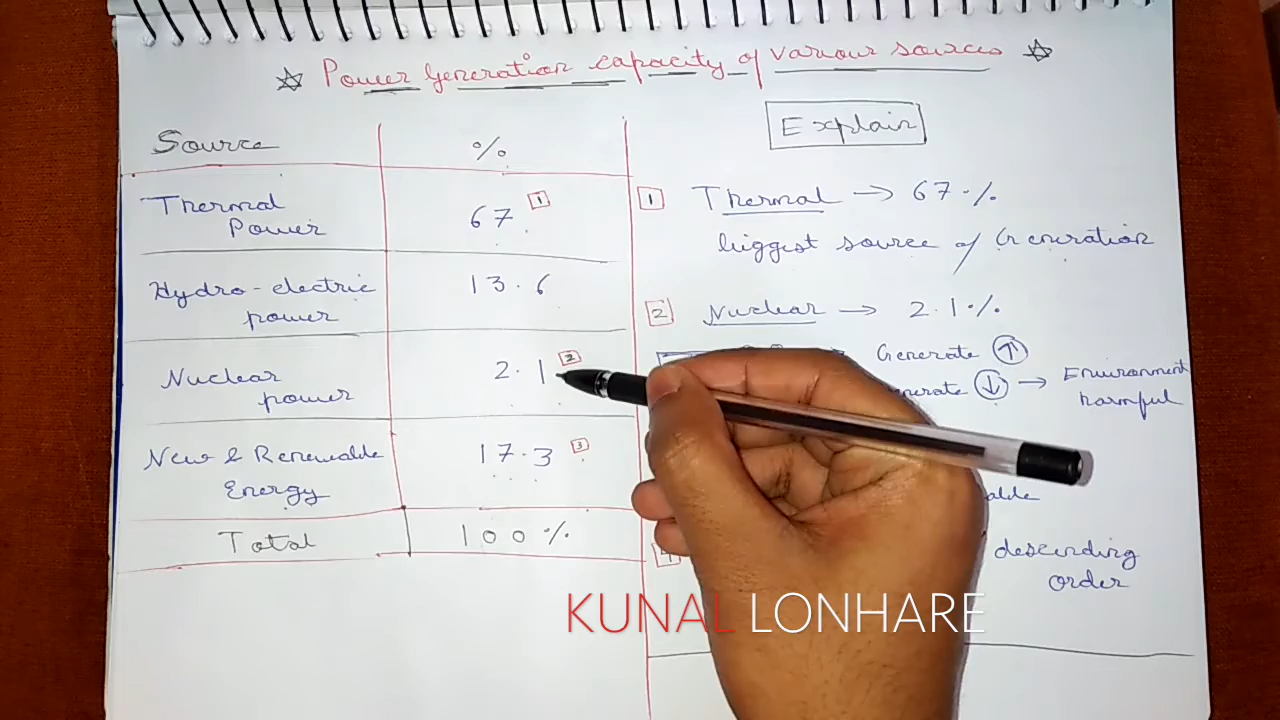 ☆ Power Generation capacity of various sources ☆
Source %
Thermal Power 67 [1]
Hydro-electric power 13.6
Nuclear power 2.1 [2]
New & Renewable Energy 17.3 [3]
Total 100%
Explain
[1] Thermal → 67%
biggest source of Generation
[2] Nuclear → 2.1%
Generate ↑
↓ → Environment harmful
descending
order
KUNAL LONHARE